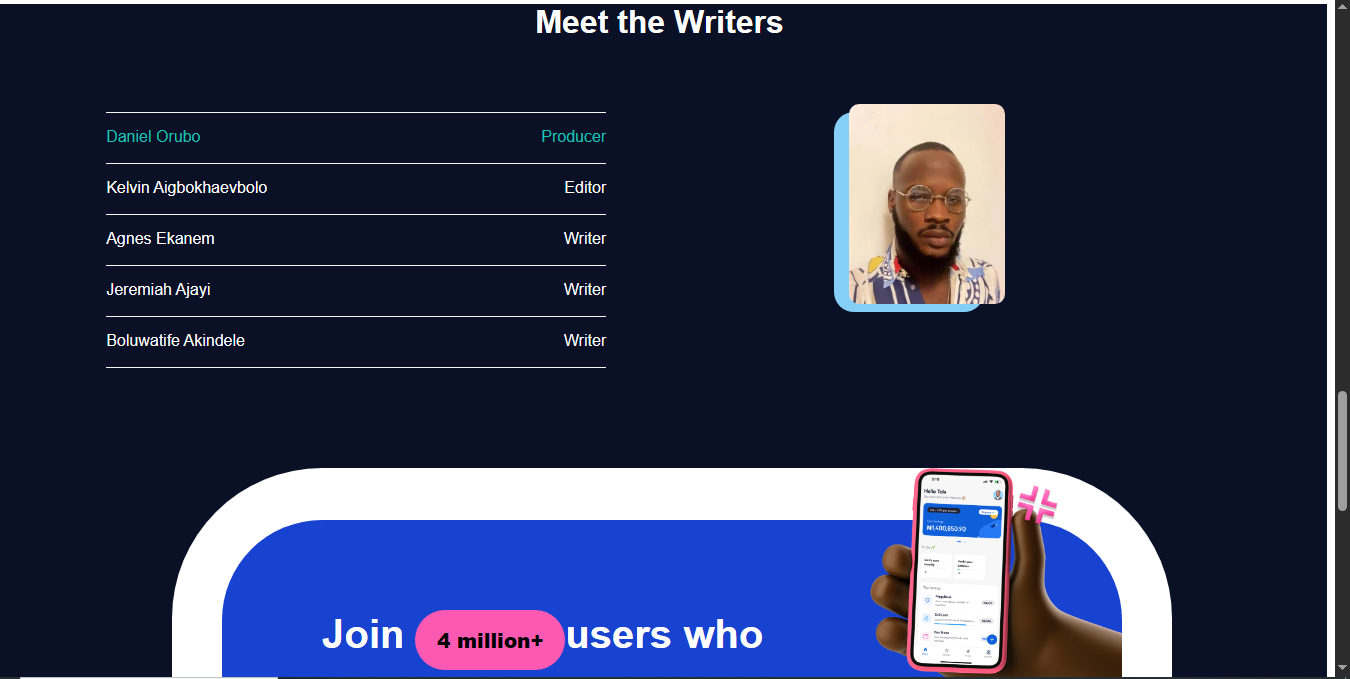 Meet the Writers
Daniel Orubo Producer
Kelvin Aigbokhaevbolo Editor
Agnes Ekanem Writer
Jeremiah Ajayi Writer
Boluwatife Akindele Writer
Hello Tolu
₦1,400,850.90
Join 4 million+ users who